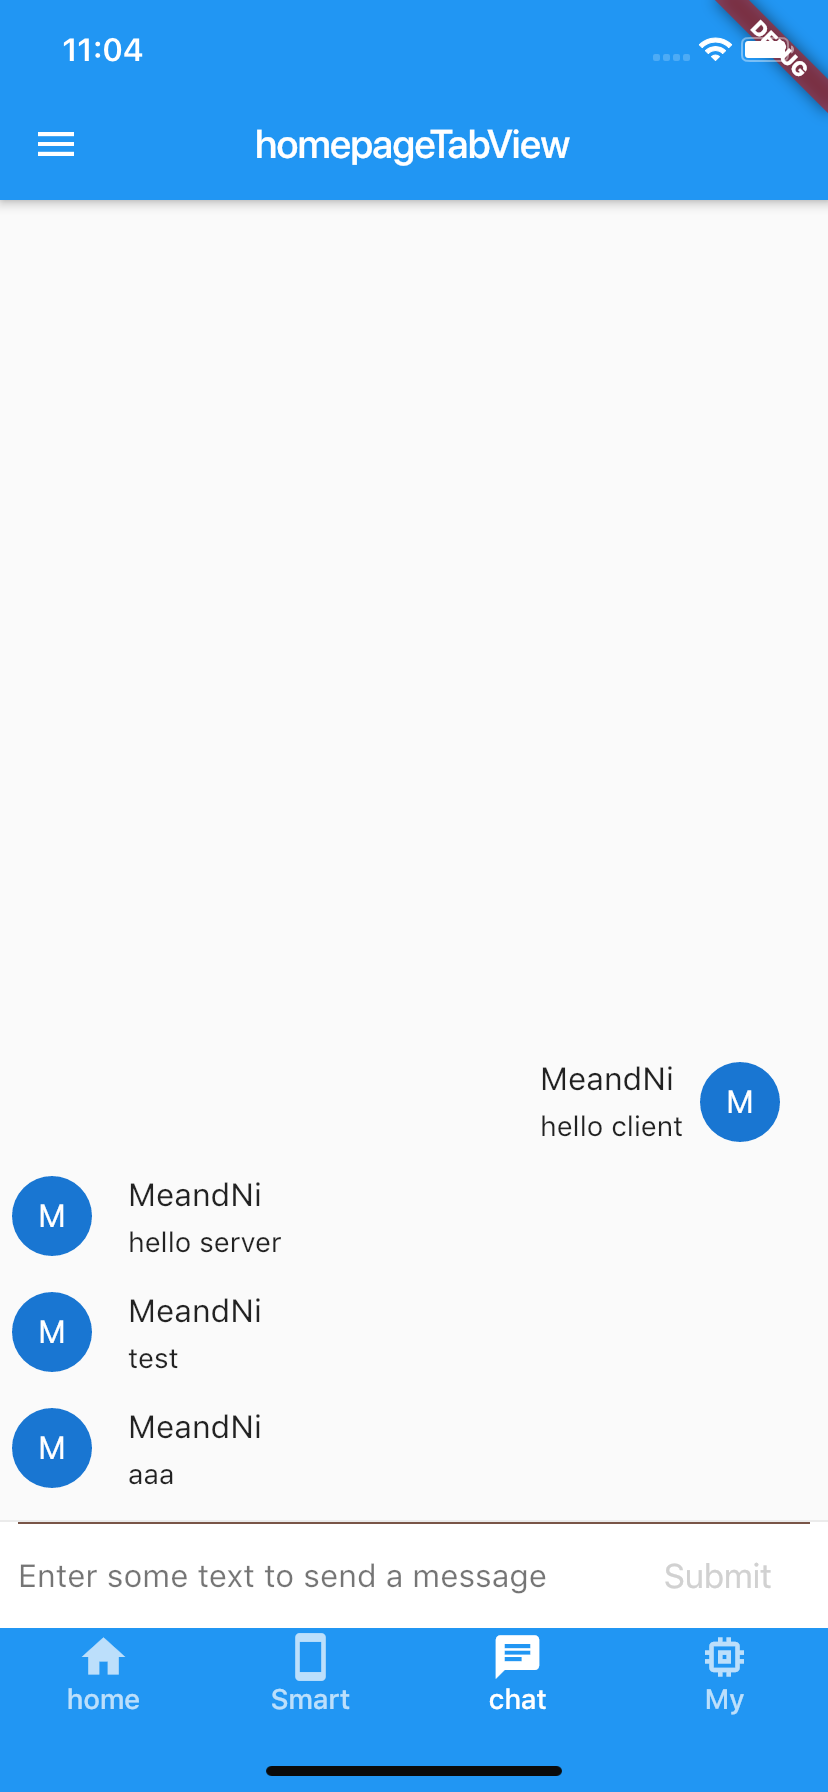 11:04
DEBUG
homepageTabView
MeandNi
hello client
M
M
MeandNi
hello server
M
MeandNi
test
M
MeandNi
aaa
Enter some text to send a message
Submit
home
Smart
chat
My